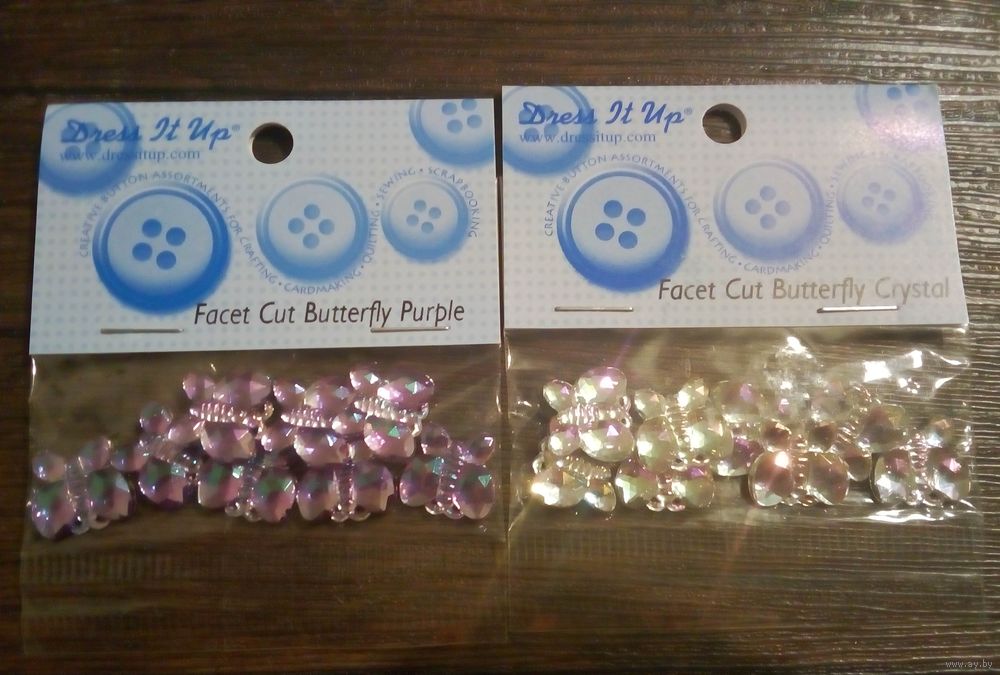 Dress It Up®
www.dressitup.com
CREATIVE BUTTON ASSORTMENTS FOR CRAFTING • CARDMAKING • QUILTING • SEWING • SCRAPBOOKING
Facet Cut Butterfly Purple
Dress It Up®
www.dressitup.com
CREATIVE BUTTON ASSORTMENTS FOR CRAFTING • CARDMAKING • QUILTING •
Facet Cut Butterfly Crystal
www.ay.by